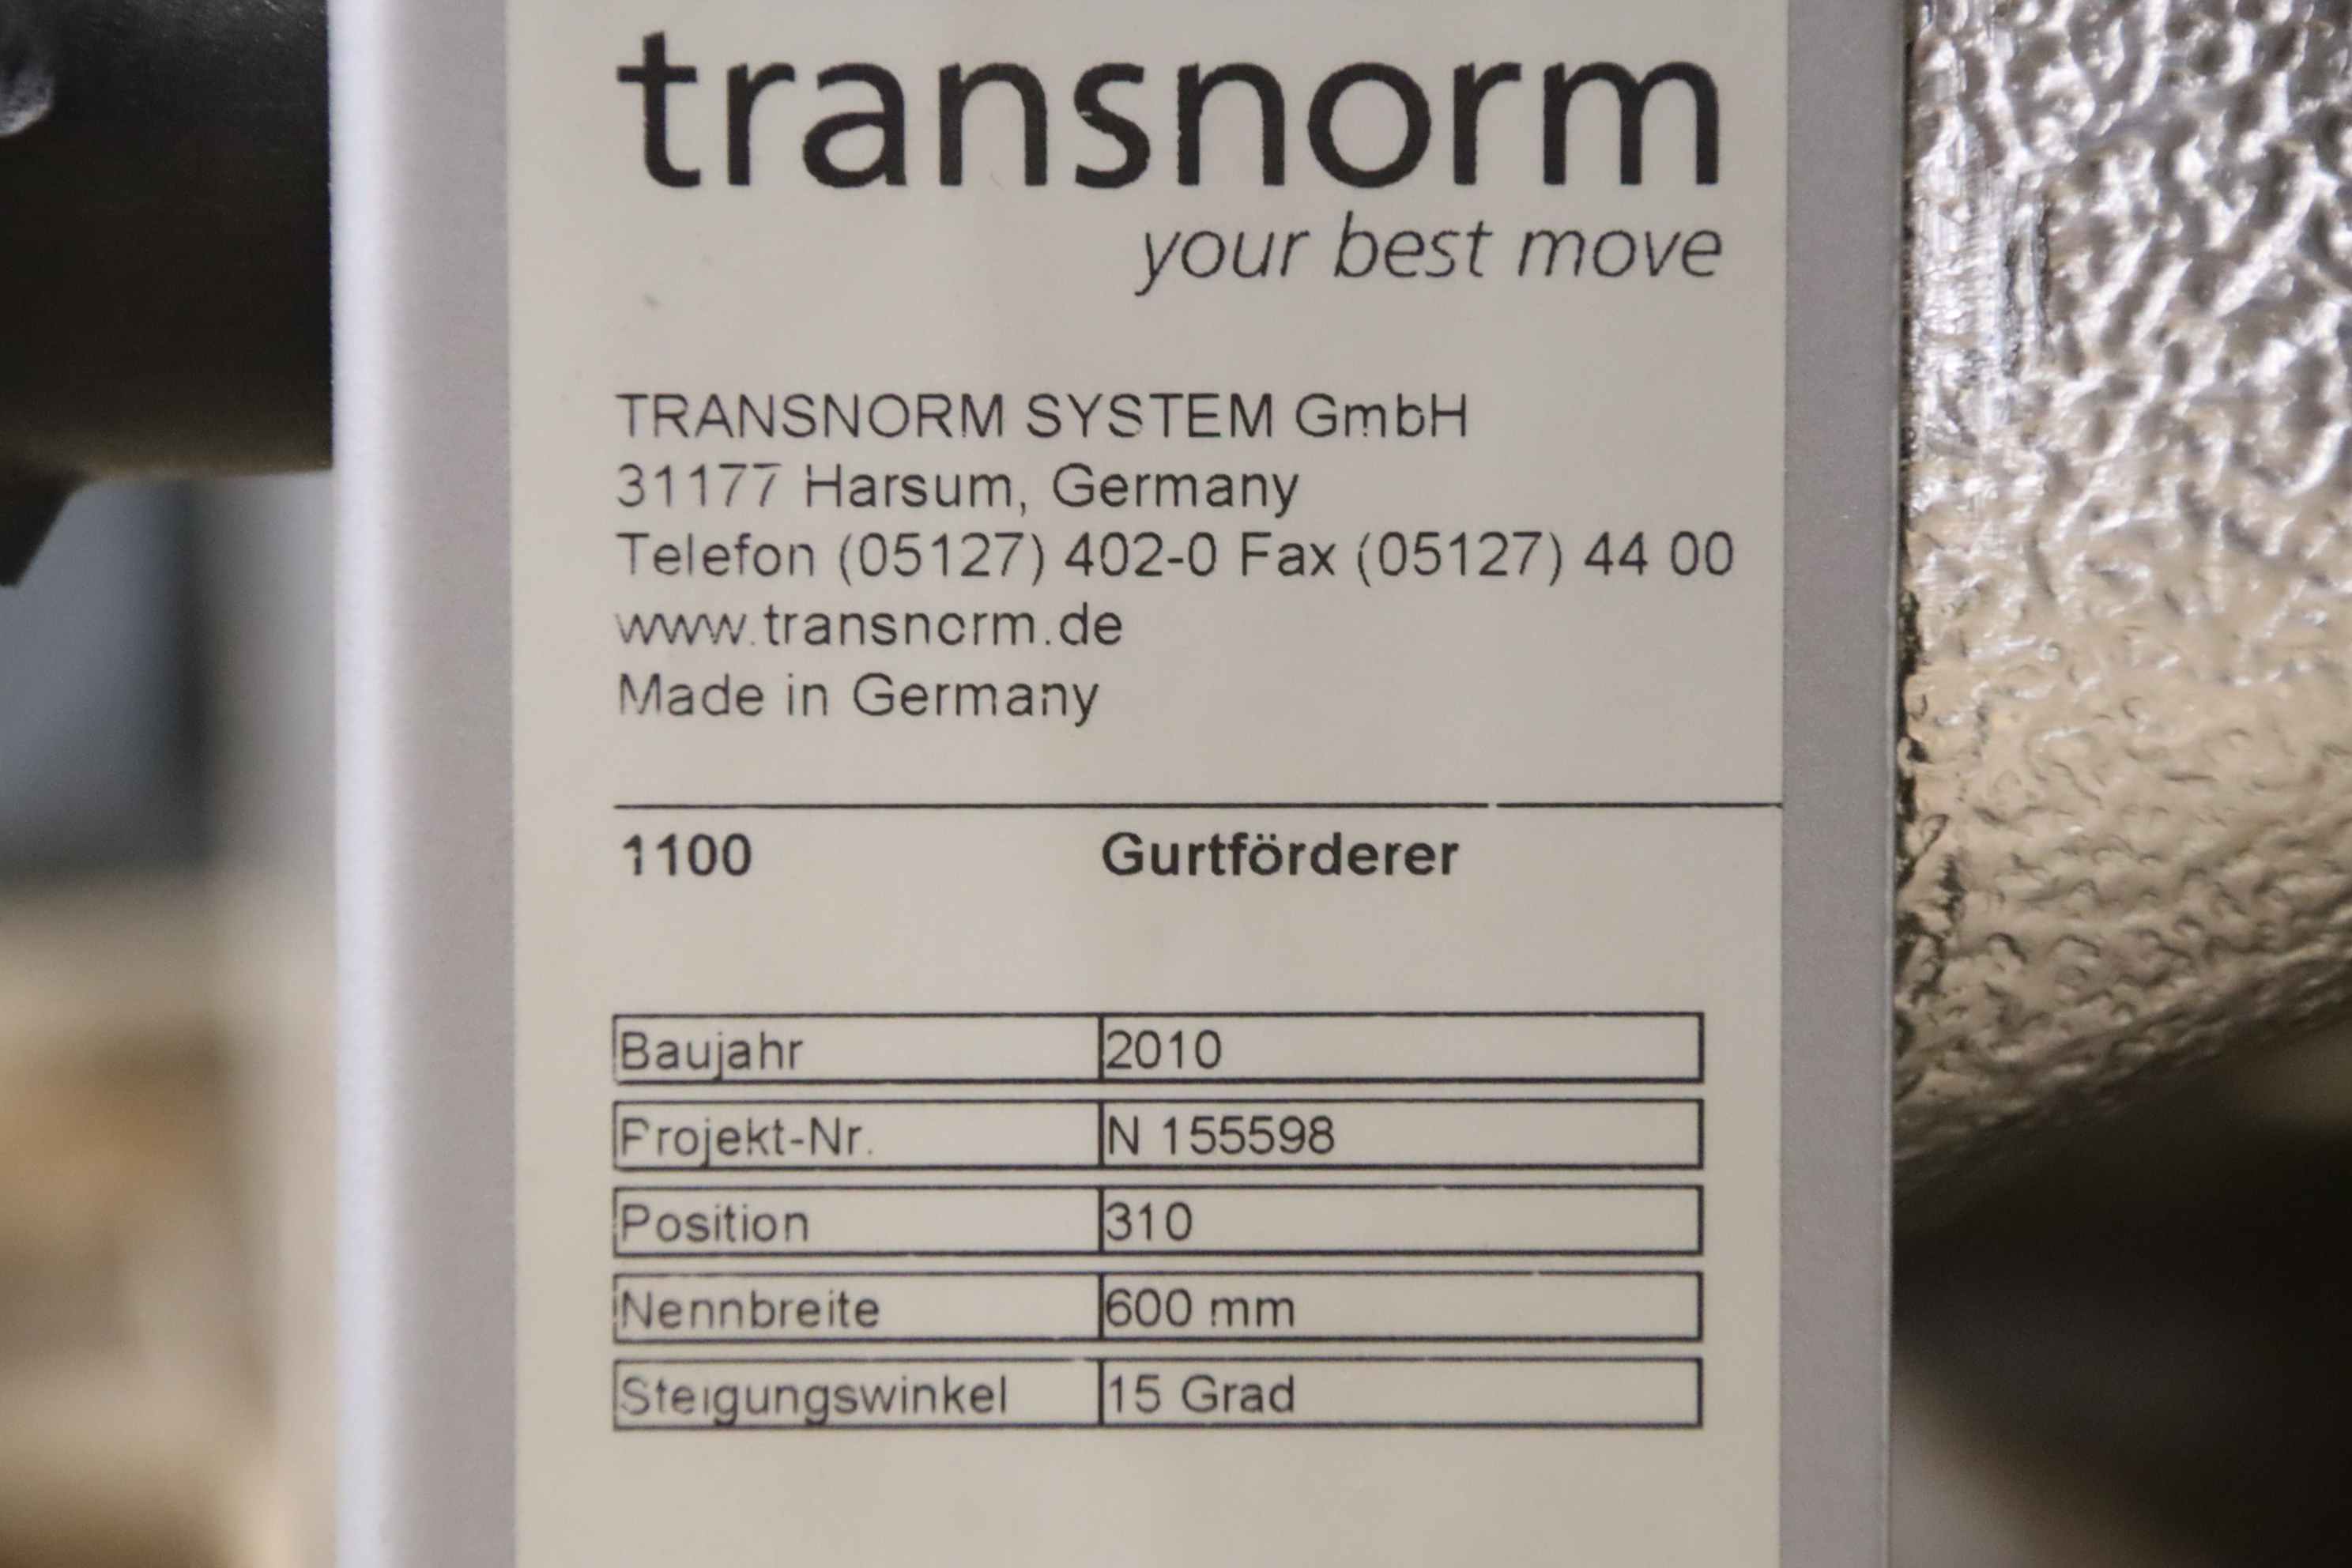 transnorm
your best move
TRANSNORM SYSTEM GmbH
31177 Harsum, Germany
Telefon (05127) 402-0 Fax (05127) 44 00
www.transnorm.de
Made in Germany
1100 Gurtförderer
Baujahr 2010
Projekt-Nr. N 155598
Position 310
Nennbreite 600 mm
Steigungswinkel 15 Grad